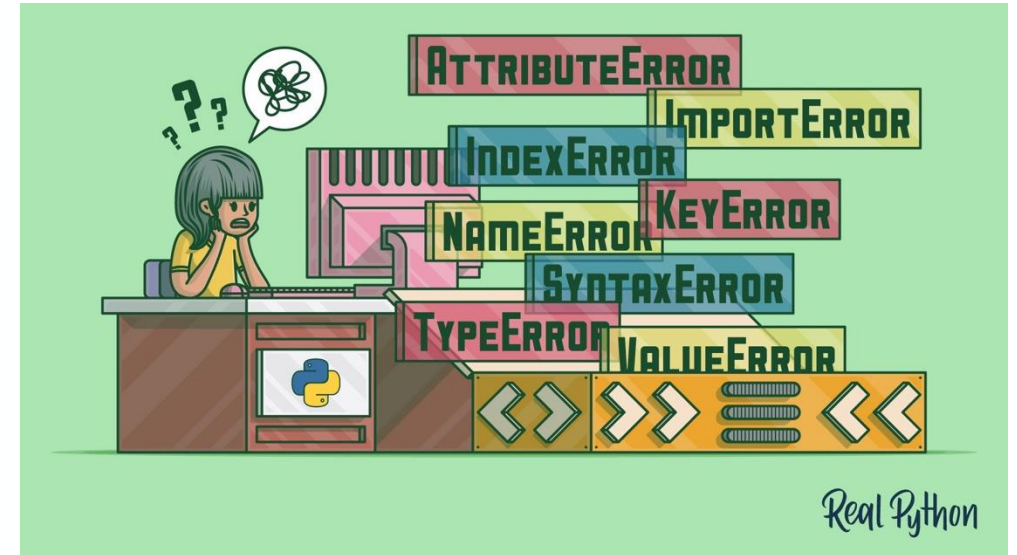 ? ? ?
AttributeError
ImportError
IndexError
KeyError
NameError
SyntaxError
TypeError
ValueError
Real Python